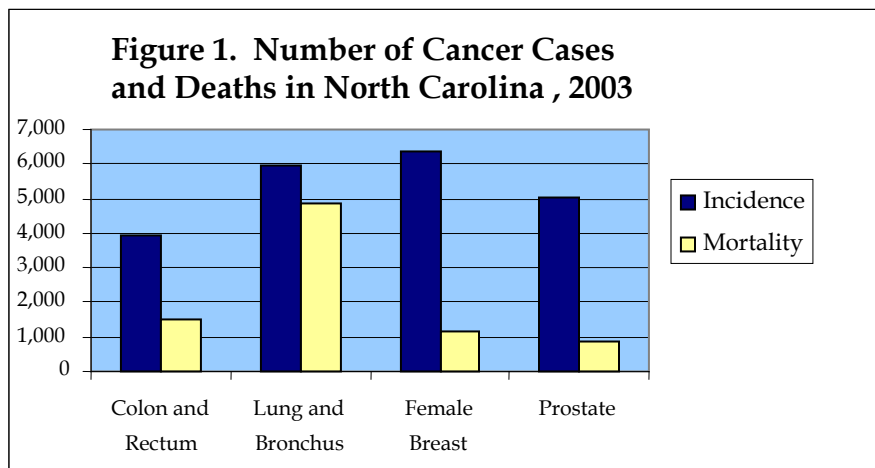 Figure 1.  Number of Cancer Cases
and Deaths in North Carolina , 2003
7,000
6,000
5,000
4,000
3,000
2,000
1,000
0
Colon and
Rectum
Lung and
Bronchus
Female
Breast
Prostate
Incidence
Mortality